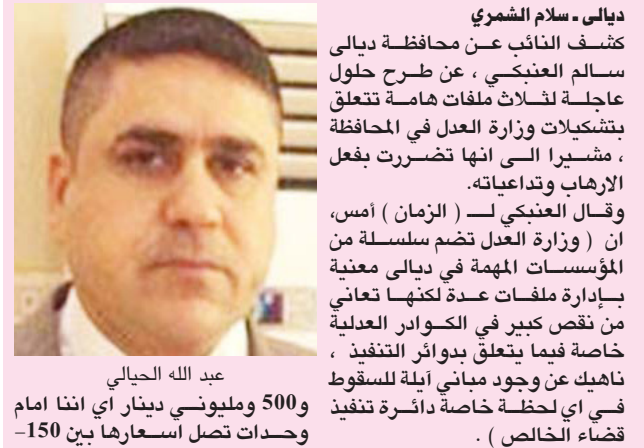 ديالى ـ سلام الشمري
كشف النائب عن محافظة ديالى
سالم العنبكي ، عن طرح حلول
عاجلة لثلاث ملفات هامة تتعلق
بتشكيلات وزارة العدل في المحافظة
، مشيرا الى انها تضررت بفعل
الارهاب وتداعياته.
وقال العنبكي لـ ( الزمان ) أمس،
ان ( وزارة العدل تضم سلسلة من
المؤسسات المهمة في ديالى معنية
بإدارة ملفات عدة لكنها تعاني
من نقص كبير في الكوادر العدلية
خاصة فيما يتعلق بدوائر التنفيذ ،
ناهيك عن وجود مباني آيلة للسقوط
في اي لحظة خاصة دائرة تنفيذ
قضاء الخالص ) .
عبد الله الحيالي
و500 ومليوني دينار اي اننا امام
وحدات تصل اسعارها بين 150–